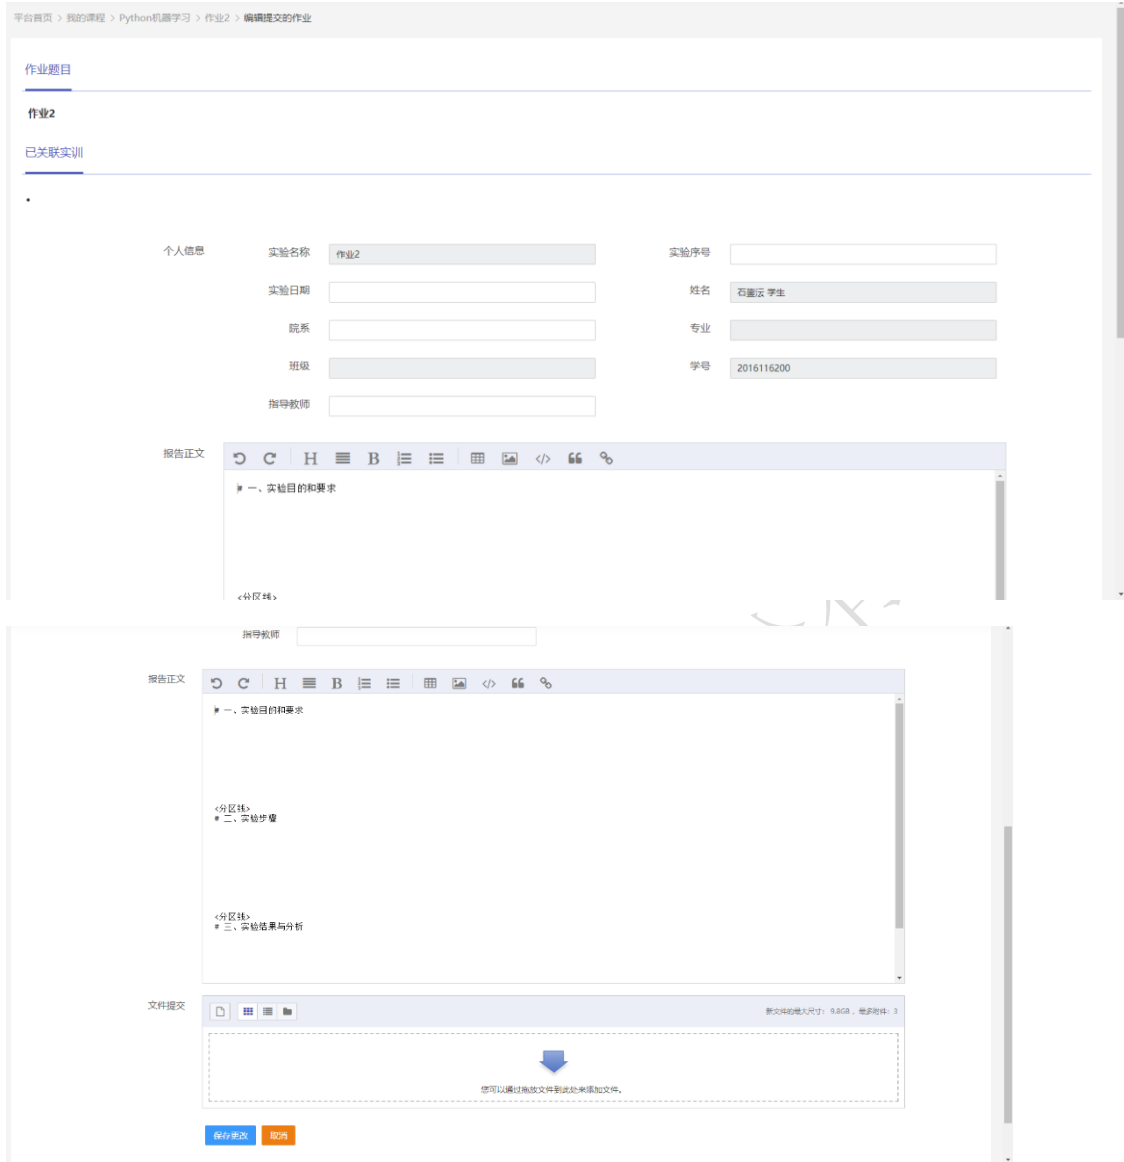 平台首页 > 我的课程 > Python机器学习 > 作业2 > 编辑提交的作业
作业题目
作业2
已关联实训
个人信息 实验名称 作业2 实验序号
实验日期 姓名 石墨沄 学生
院系 专业
班级 学号 2016116200
指导教师
报告正文 H B
# 一、实验目的和要求
<分区线>
指导教师
报告正文 H B
# 一、实验目的和要求
<分区线>
# 二、实验步骤
<分区线>
# 三、实验结果与分析
文件提交 新文件的最大尺寸: 9.8GB ，最多附件: 3
您可以通过拖放文件到此处来添加文件。
保存更改 取消